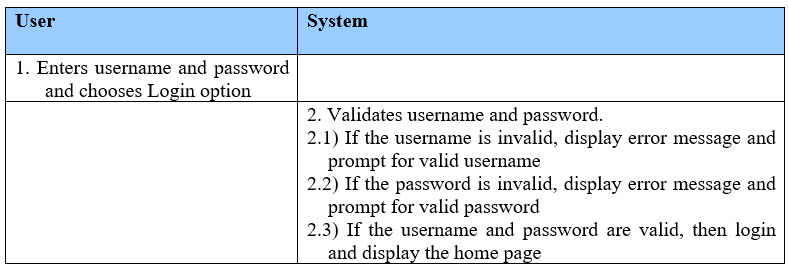 User
System
1. Enters username and password
and chooses Login option
2. Validates username and password.
2.1) If the username is invalid, display error message and
prompt for valid username
2.2) If the password is invalid, display error message and
prompt for valid password
2.3) If the username and password are valid, then login
and display the home page